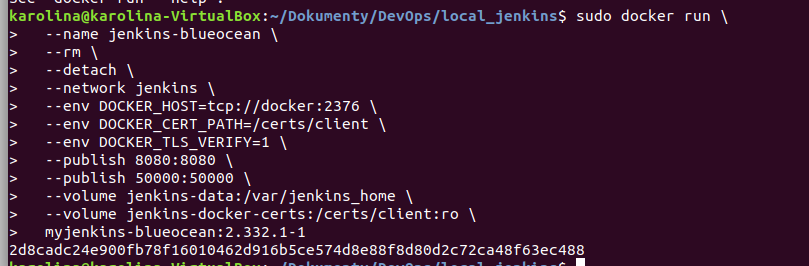 see 'docker run --help'.
karolina@karolina-VirtualBox:~/Dokumenty/DevOps/local_jenkins$ sudo docker run \
>   --name jenkins-blueocean \
>   --rm \
>   --detach \
>   --network jenkins \
>   --env DOCKER_HOST=tcp://docker:2376 \
>   --env DOCKER_CERT_PATH=/certs/client \
>   --env DOCKER_TLS_VERIFY=1 \
>   --publish 8080:8080 \
>   --publish 50000:50000 \
>   --volume jenkins-data:/var/jenkins_home \
>   --volume jenkins-docker-certs:/certs/client:ro \
>   myjenkins-blueocean:2.332.1-1
2d8cadc24e900fb78f16010462d916b5ce574d8e88f8d80d2c72ca48f63ec488
karolina@karolina-VirtualBox:~/Dokumenty/DevOps/local_jenkins$